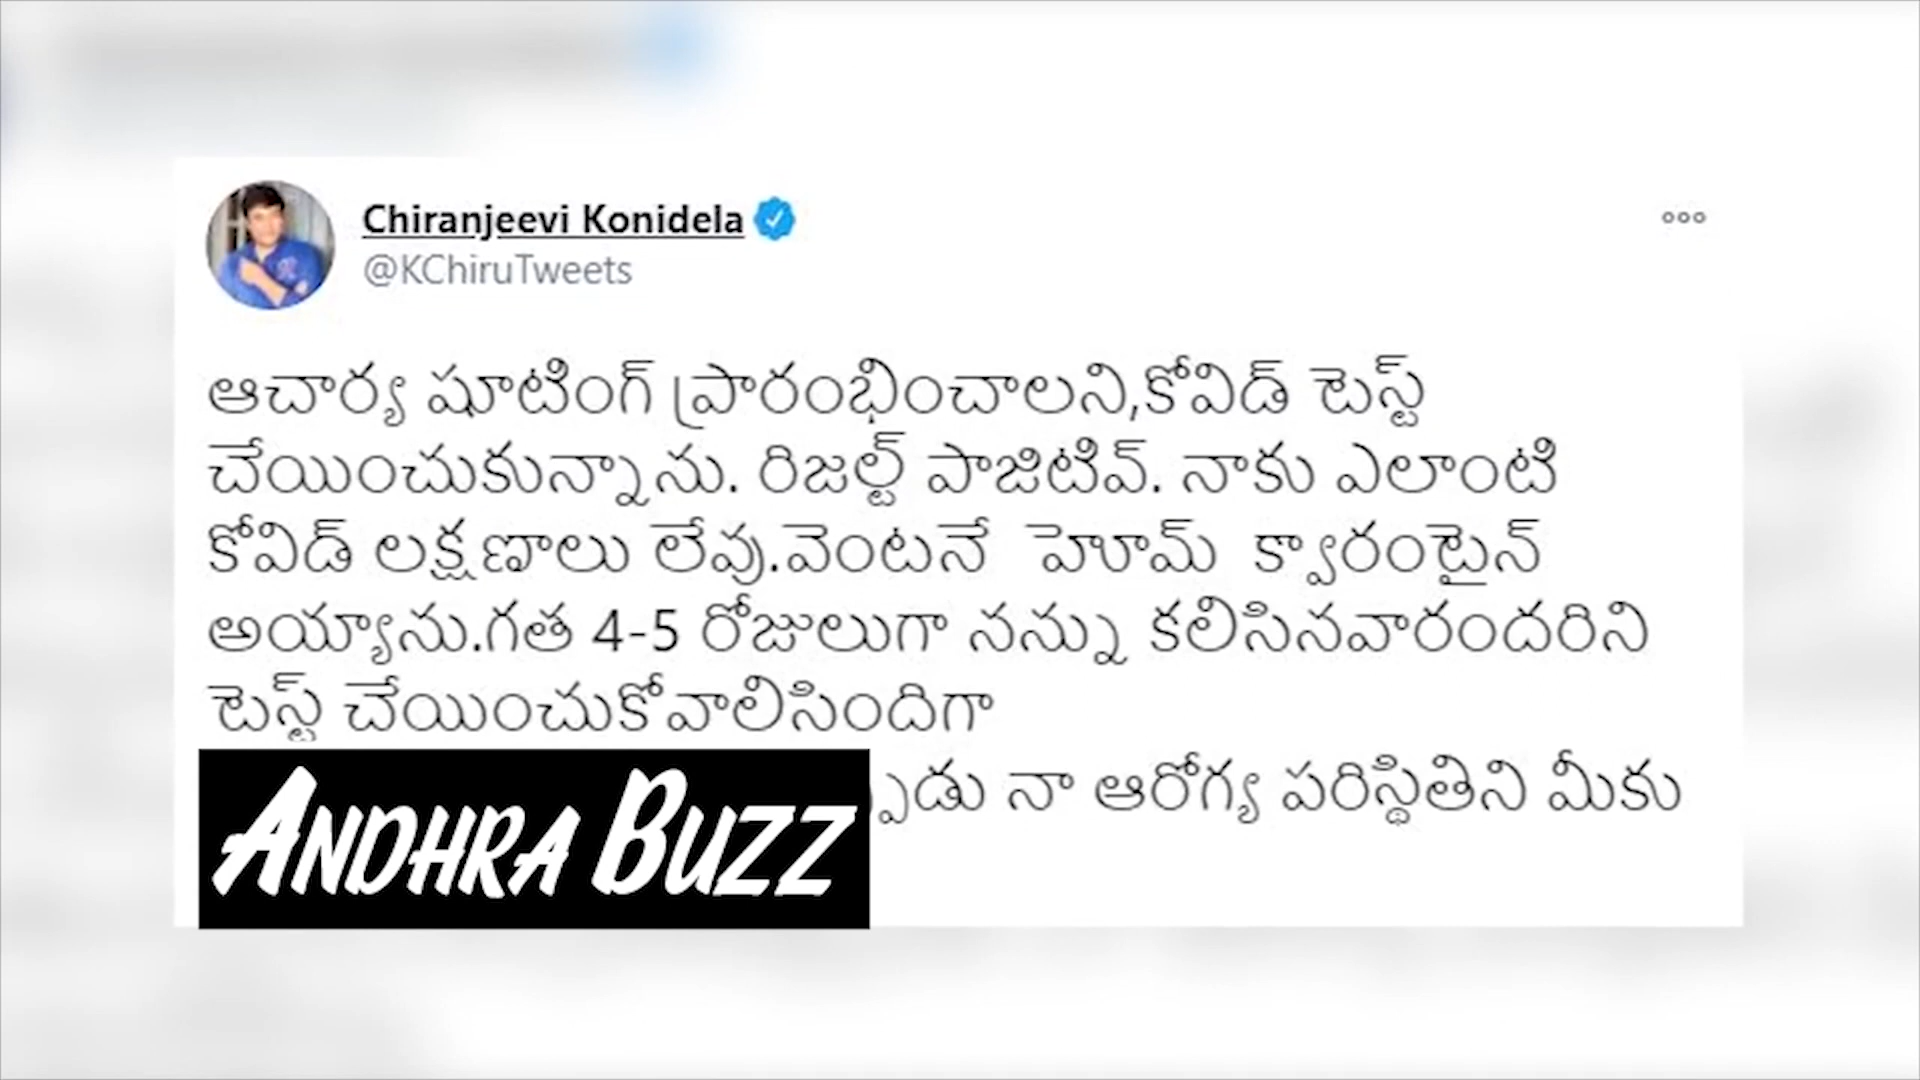 Chiranjeevi Konidela
@KChiruTweets
ఆచార్య షూటింగ్ ప్రారంభించాలని,కోవిడ్ టెస్ట్
చేయించుకున్నాను. రిజల్ట్ పాజిటివ్. నాకు ఎలాంటి
కోవిడ్ లక్షణాలు లేవు.వెంటనే హెూమ్ క్వారంటైన్
అయ్యాను.గత 4-5 రోజులుగా నన్ను కలిసినవారందరిని
టెస్ట్ చేయించుకోవాలిసిందిగా
నా ఆరోగ్య పరిస్థితిని మీకు
ANDHRA BUZZ